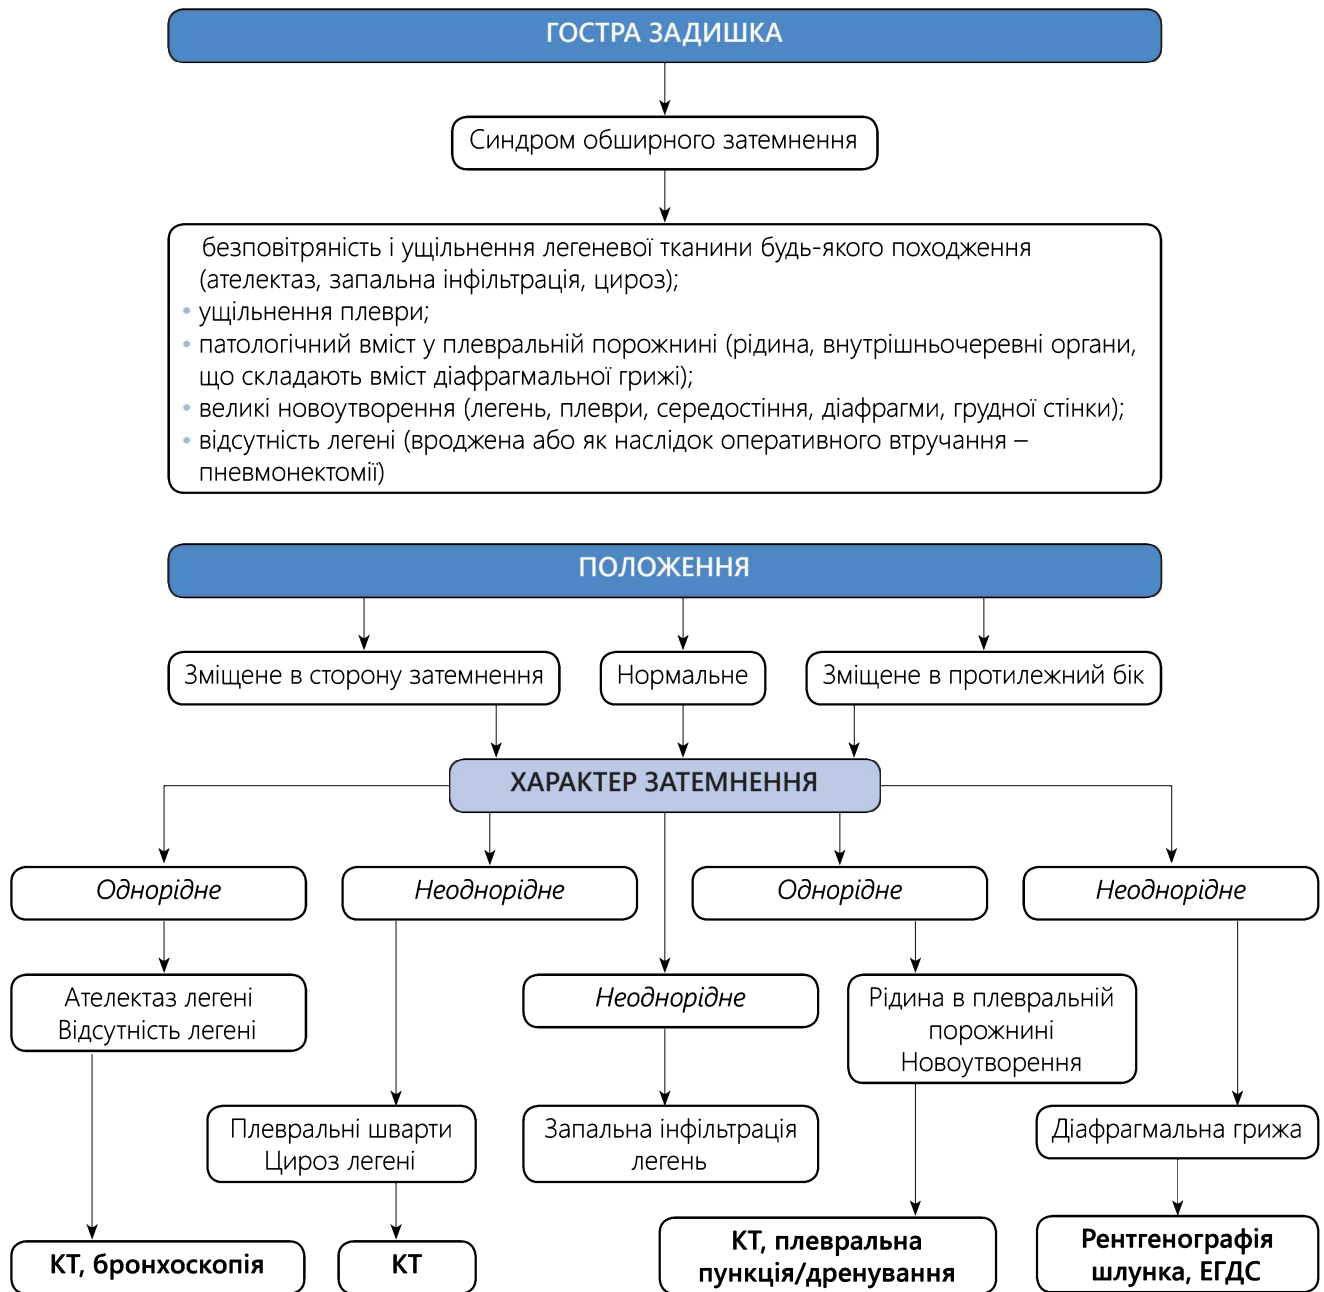 ГОСТРА ЗАДИШКА
Синдром обширного затемнення
безповітряність і ущільнення легеневої тканини будь-якого походження
(ателектаз, запальна інфільтрація, цироз);
• ущільнення плеври;
• патологічний вміст у плевральній порожнині (рідина, внутрішньочеревні органи,
що складають вміст діафрагмальної грижі);
• великі новоутворення (легень, плеври, середостіння, діафрагми, грудної стінки);
• відсутність легені (вроджена або як наслідок оперативного втручання –
пневмонектомії)
ПОЛОЖЕННЯ
Зміщене в сторону затемнення
Нормальне
Зміщене в протилежний бік
ХАРАКТЕР ЗАТЕМНЕННЯ
Однорідне
Неоднорідне
Однорідне
Неоднорідне
Ателектаз легені
Відсутність легені
Неоднорідне
Рідина в плевральній
порожнині
Новоутворення
Плевральні шварти
Цироз легені
Запальна інфільтрація
легень
Діафрагмальна грижа
КТ, бронхоскопія
КТ
КТ, плевральна
пункція/дренування
Рентгенографія
шлунка, ЕГДС